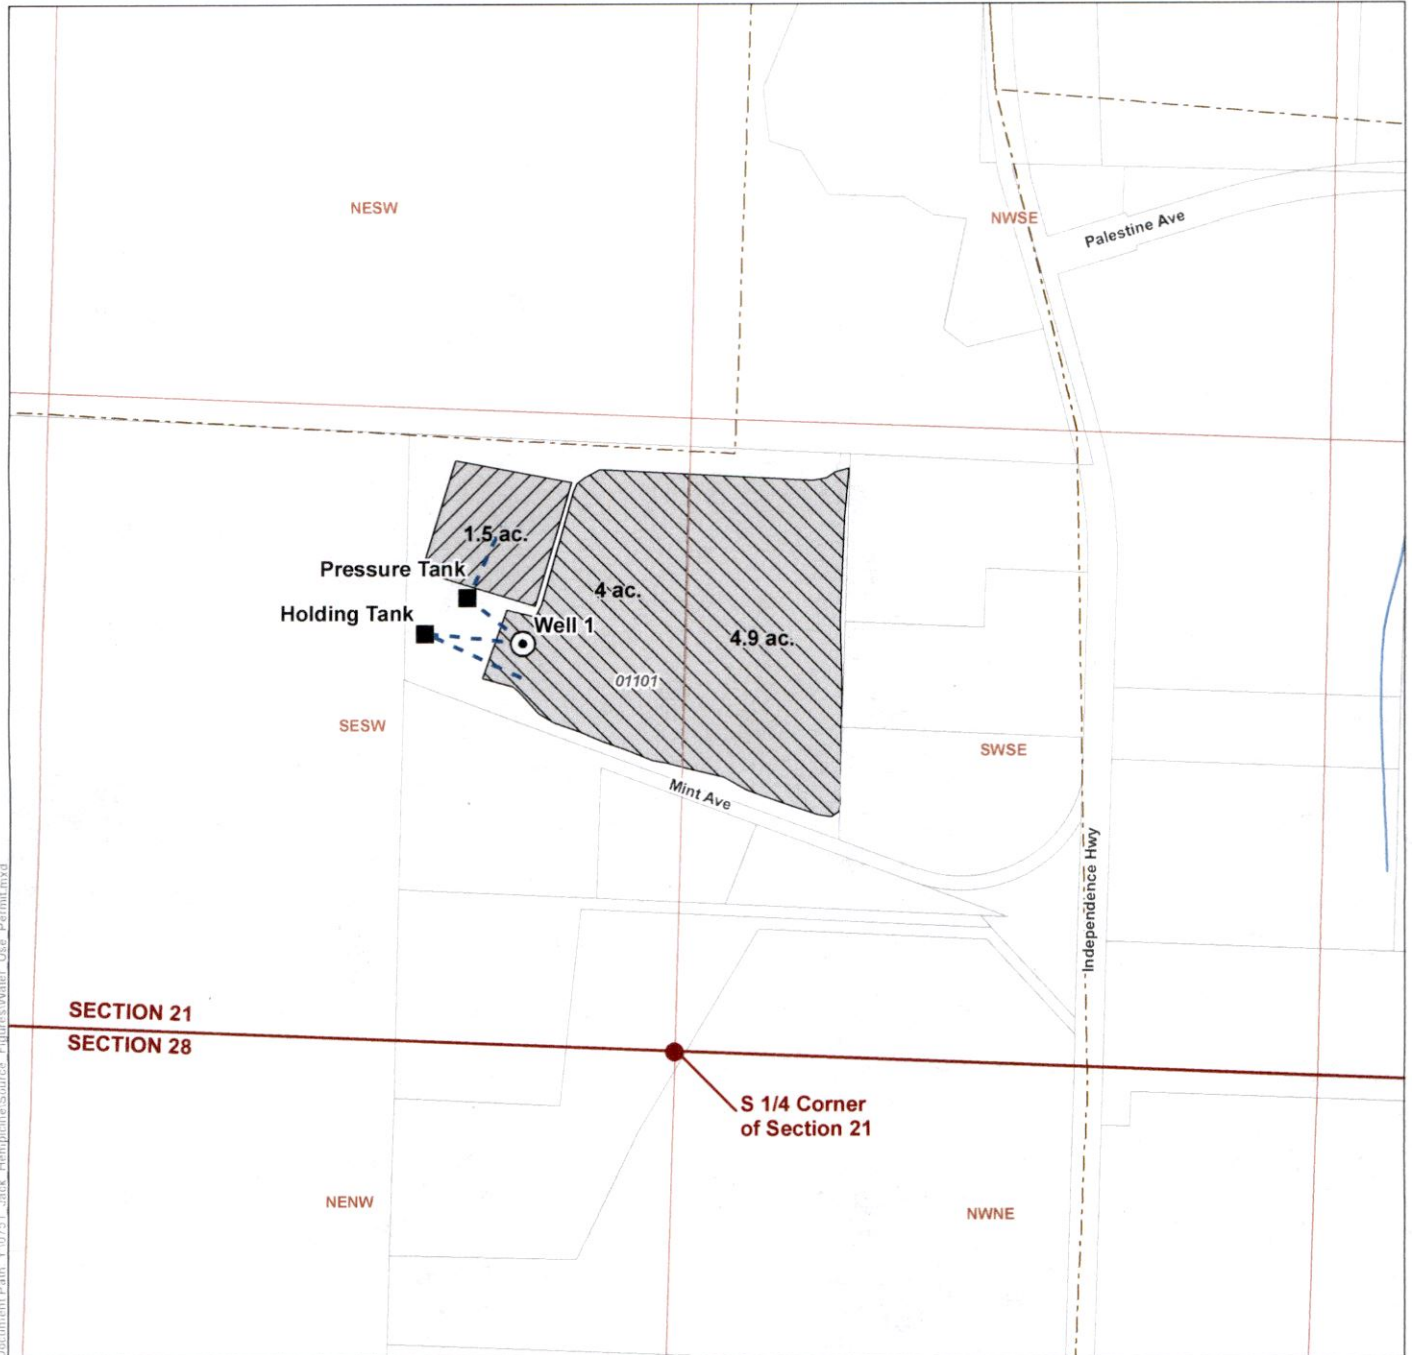 NESW
NWSE
Palestine Ave
1.5 ac.
Pressure Tank
4 ac.
Holding Tank
Well 1
4.9 ac.
01101
SESW
SWSE
Mint Ave
Independence Hwy
SECTION 21
SECTION 28
S 1/4 Corner
of Section 21
NENW
NWNE